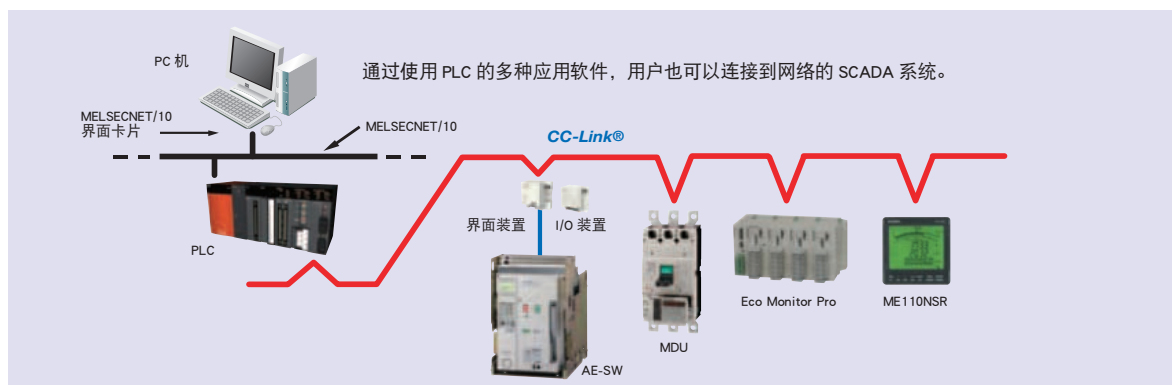 PC 机
通过使用 PLC 的多种应用软件，用户也可以连接到网络的 SCADA 系统。
MELSECNET/10
界面卡片
MELSECNET/10
CC-Link®
界面装置
I/O 装置
PLC
Eco Monitor Pro
ME110NSR
MDU
AE-SW